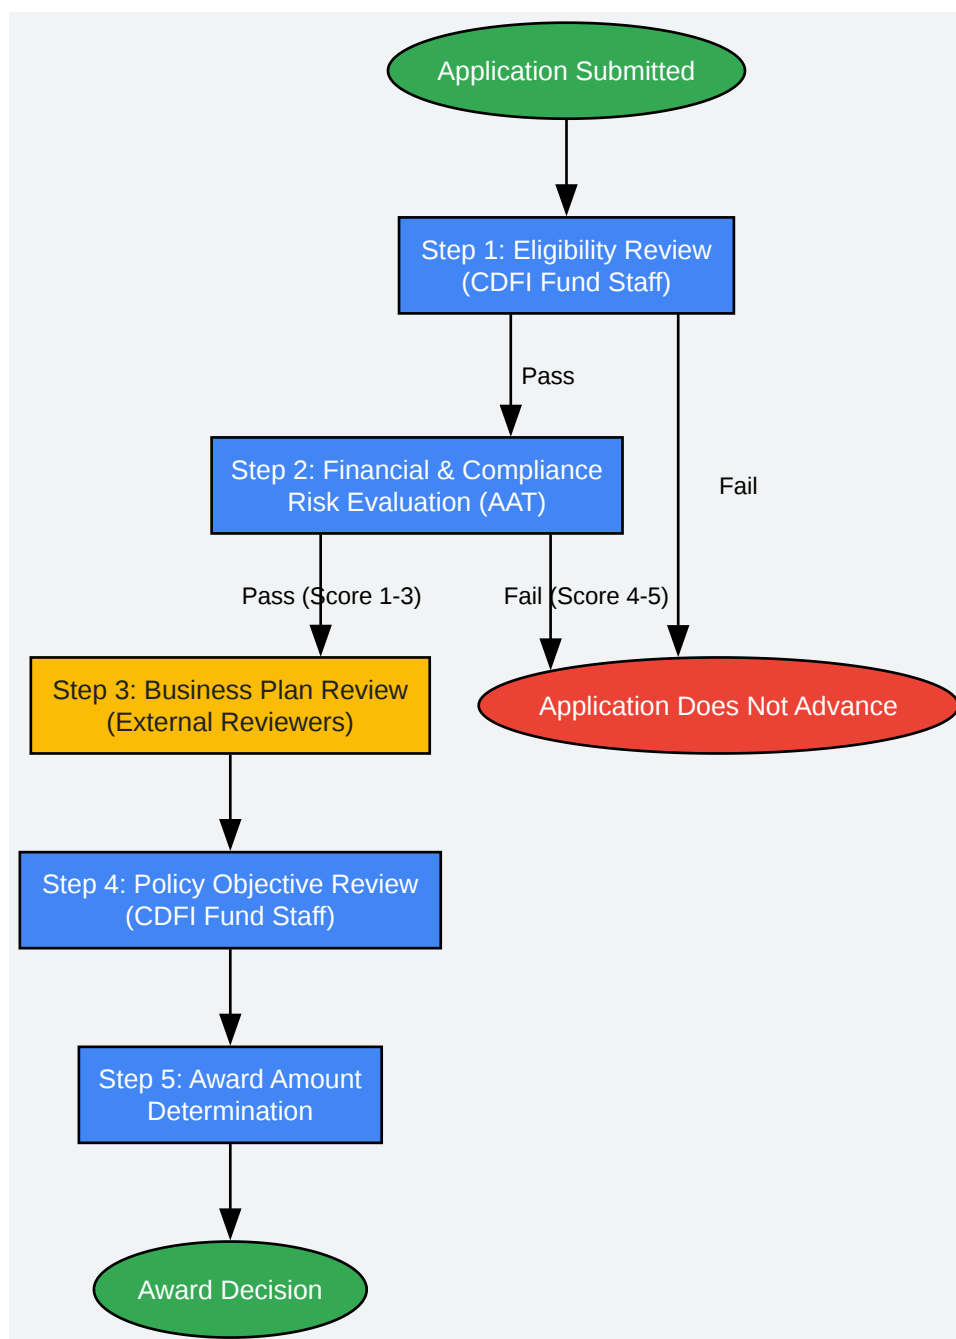 Application Submitted
Step 1: Eligibility Review
(CDFI Fund Staff)
Pass
Step 2: Financial & Compliance
Risk Evaluation (AAT)
Fail
Pass (Score 1-3)
Fail (Score 4-5)
Step 3: Business Plan Review
(External Reviewers)
Application Does Not Advance
Step 4: Policy Objective Review
(CDFI Fund Staff)
Step 5: Award Amount
Determination
Award Decision